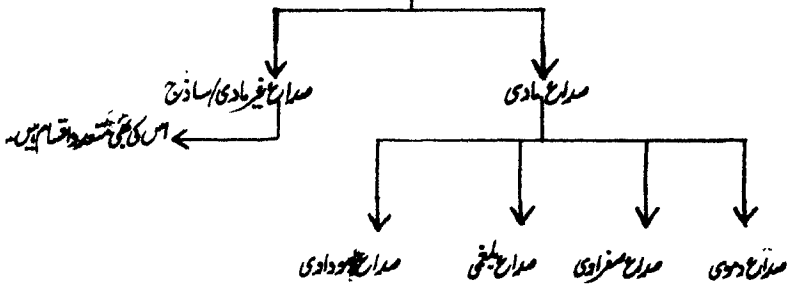 صداع مادی
صداع غیر مادی/ساذج
اس کی بھی متعدد اقسام ہیں۔
صداع دموی
صداع صفراوی
صداع بلغمی
صداع سوداوی